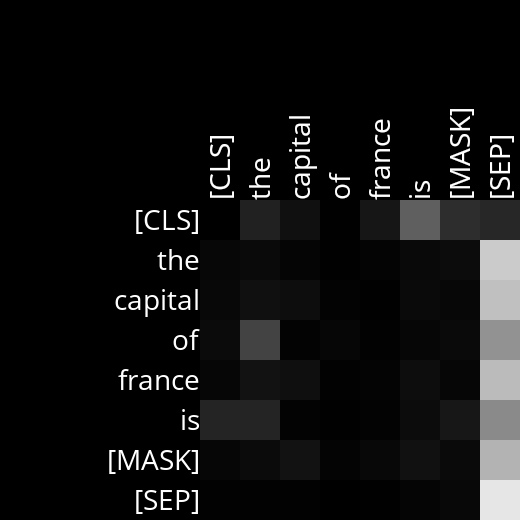 [CLS] the capital of france is [MASK] [SEP]
[CLS]
the
capital
of
france
is
[MASK]
[SEP]